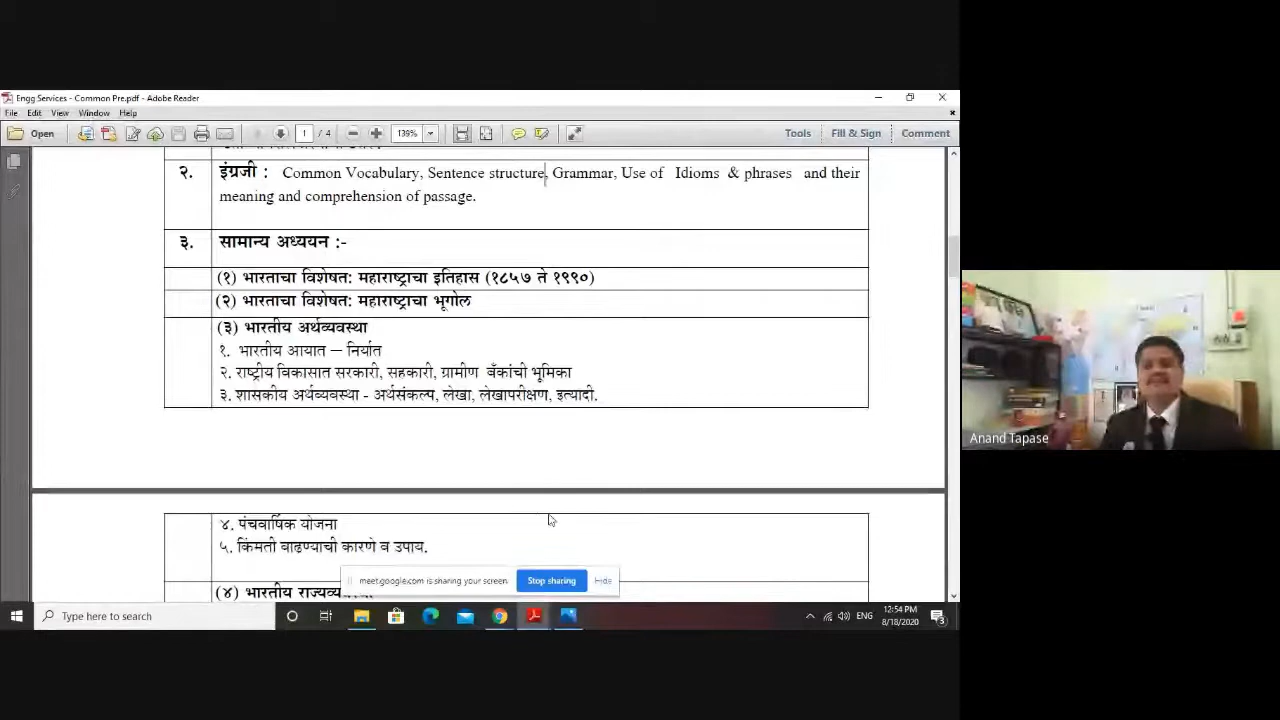 Engg Services - Common Pre.pdf - Adobe Reader
File Edit View Window Help
Open 1 / 4 139% Tools Fill & Sign Comment
२. इंग्रजी : Common Vocabulary, Sentence structure, Grammar, Use of Idioms & phrases and their
meaning and comprehension of passage.
३. सामान्य अध्ययन :-
(१) भारताचा विशेषत: महाराष्ट्राचा इतिहास (१८५७ ते १९९०)
(२) भारताचा विशेषत: महाराष्ट्राचा भूगोल
(३) भारतीय अर्थव्यवस्था
१. भारतीय आयात – निर्यात
२. राष्ट्रीय विकासात सरकारी, सहकारी, ग्रामीण बँकांची भूमिका
३. शासकीय अर्थव्यवस्था - अर्थसंकल्प, लेखा, लेखापरीक्षण, इत्यादी.
Anand Tapase
४. पंचवार्षिक योजना
५. किंमती वाढण्याची कारणे व उपाय.
meet.google.com is sharing your screen. Stop sharing Hide
(४) भारतीय
Type here to search
ENG
12:54 PM
8/18/2020
3